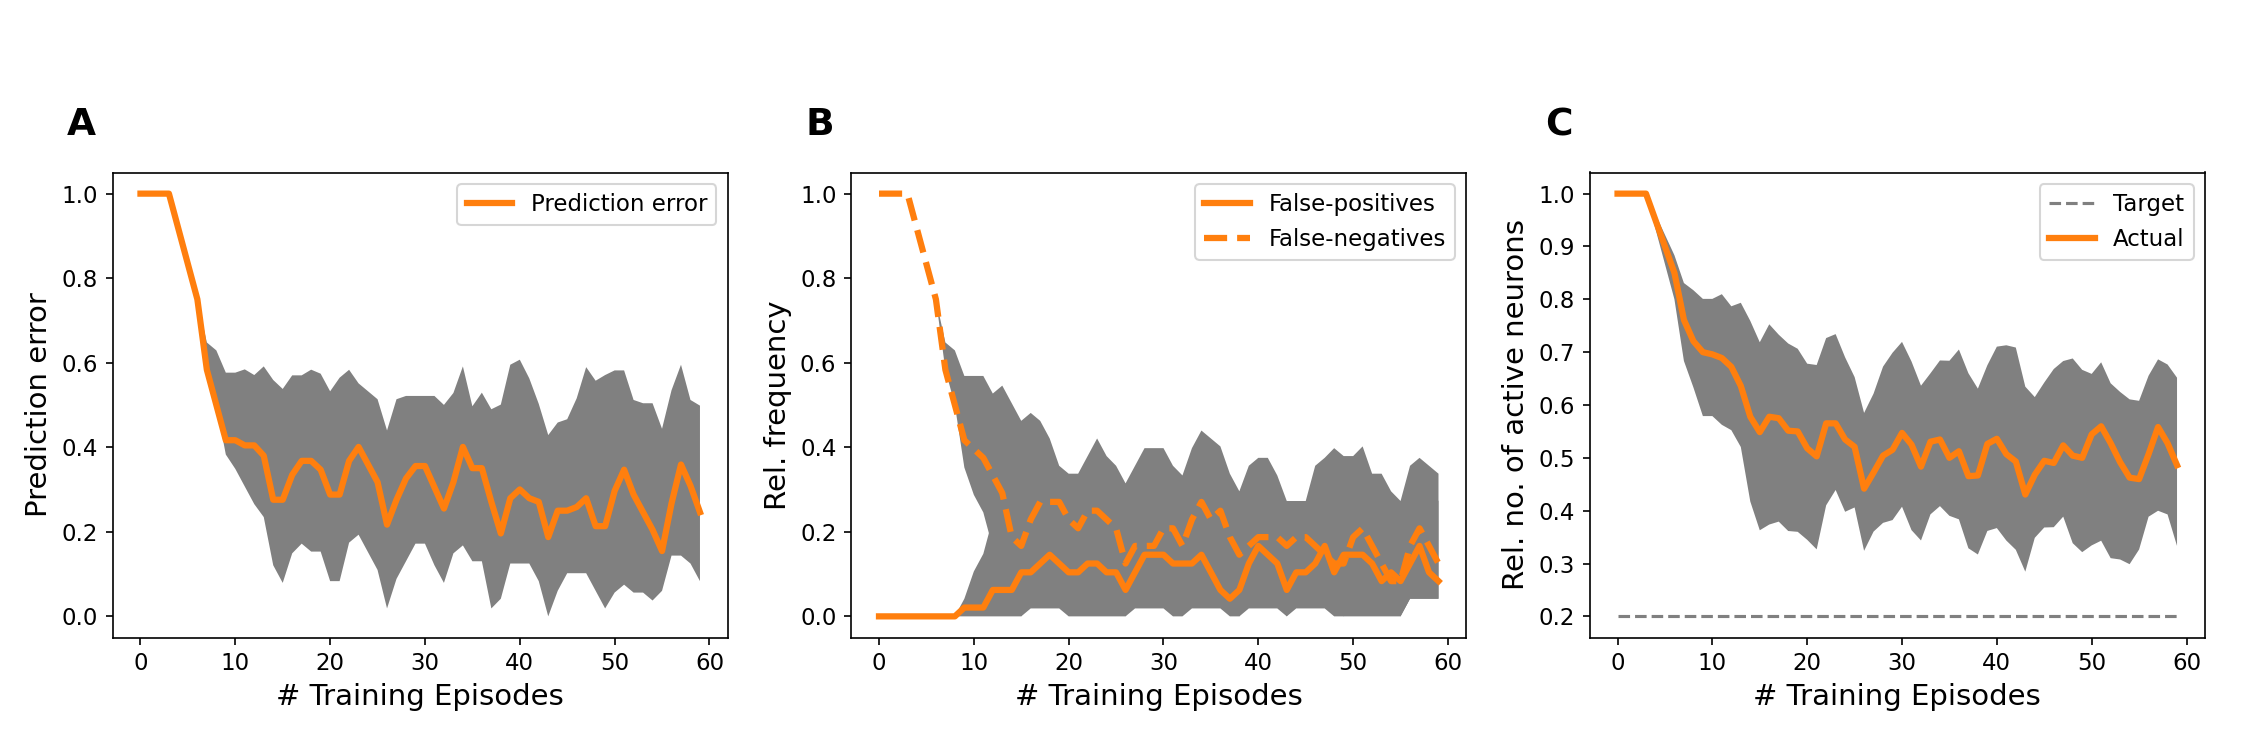 A
B
C
Prediction error
1.0
0.8
0.6
0.4
0.2
0.0
0 10 20 30 40 50 60
# Training Episodes
Prediction error
Rel. frequency
1.0
0.8
0.6
0.4
0.2
0.0
0 10 20 30 40 50 60
# Training Episodes
False-positives
False-negatives
Rel. no. of active neurons
1.0
0.9
0.8
0.7
0.6
0.5
0.4
0.3
0.2
0 10 20 30 40 50 60
# Training Episodes
Target
Actual